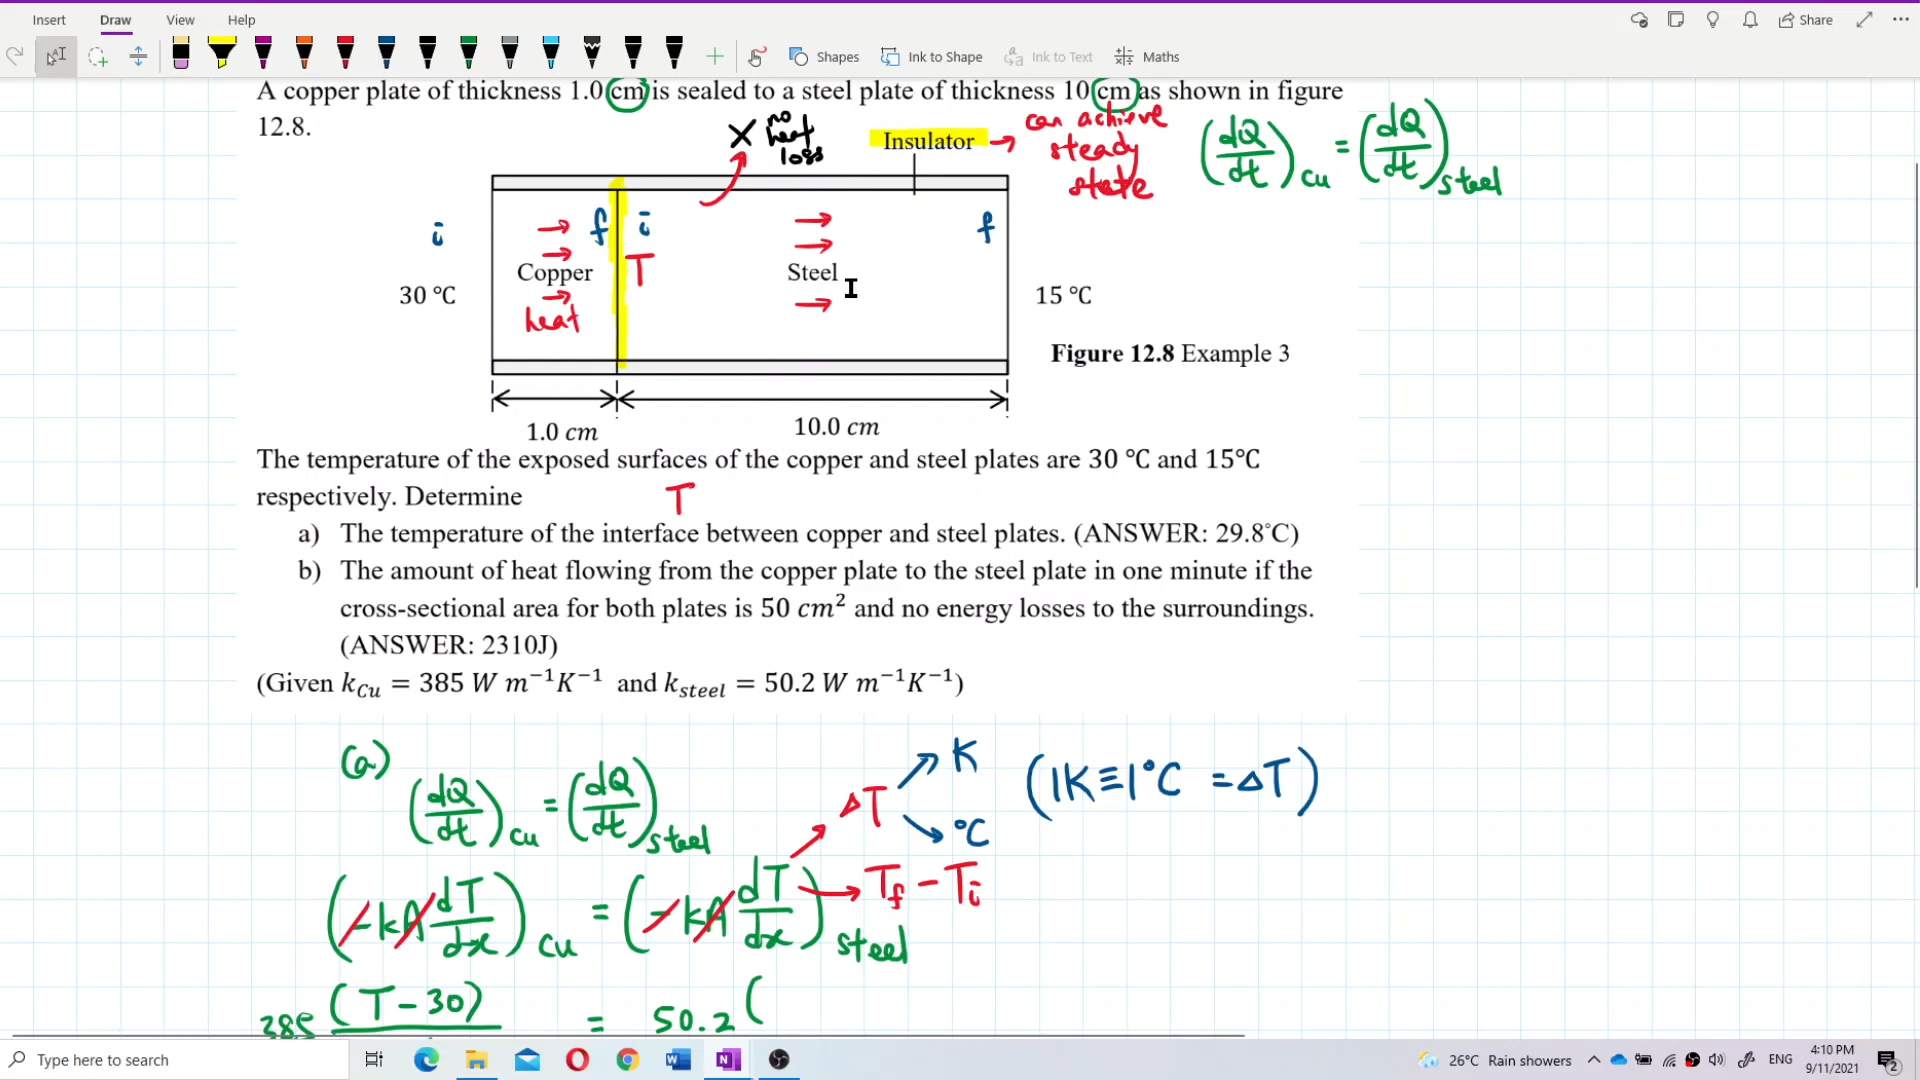 Insert Draw View Help
Share
Shapes Ink to Shape Ink to Text Maths
A copper plate of thickness 1.0 cm is sealed to a steel plate of thickness 10 cm as shown in figure
12.8.
no
heat
loss
Insulator
can achieve
steady
state
(dQ/dt)cu = (dQ/dt)steel
i f i f
Copper T Steel
30 ℃ 15 ℃
heat
Figure 12.8 Example 3
1.0 cm 10.0 cm
The temperature of the exposed surfaces of the copper and steel plates are 30 ℃ and 15℃
respectively. Determine
T
a) The temperature of the interface between copper and steel plates. (ANSWER: 29.8°C)
b) The amount of heat flowing from the copper plate to the steel plate in one minute if the
cross-sectional area for both plates is 50 cm² and no energy losses to the surroundings.
(ANSWER: 2310J)
(Given k_Cu = 385 W m⁻¹K⁻¹ and k_steel = 50.2 W m⁻¹K⁻¹)
(a)
(dQ/dt)cu = (dQ/dt)steel
ΔT
K
°C
(1K≡1°C = ΔT)
(-kA dT/dx)cu = (-kA dT/dx)steel
Tf - Ti
385 (T - 30) = 50.2 (
Type here to search
26°C Rain showers
ENG
4:10 PM
9/11/2021
2